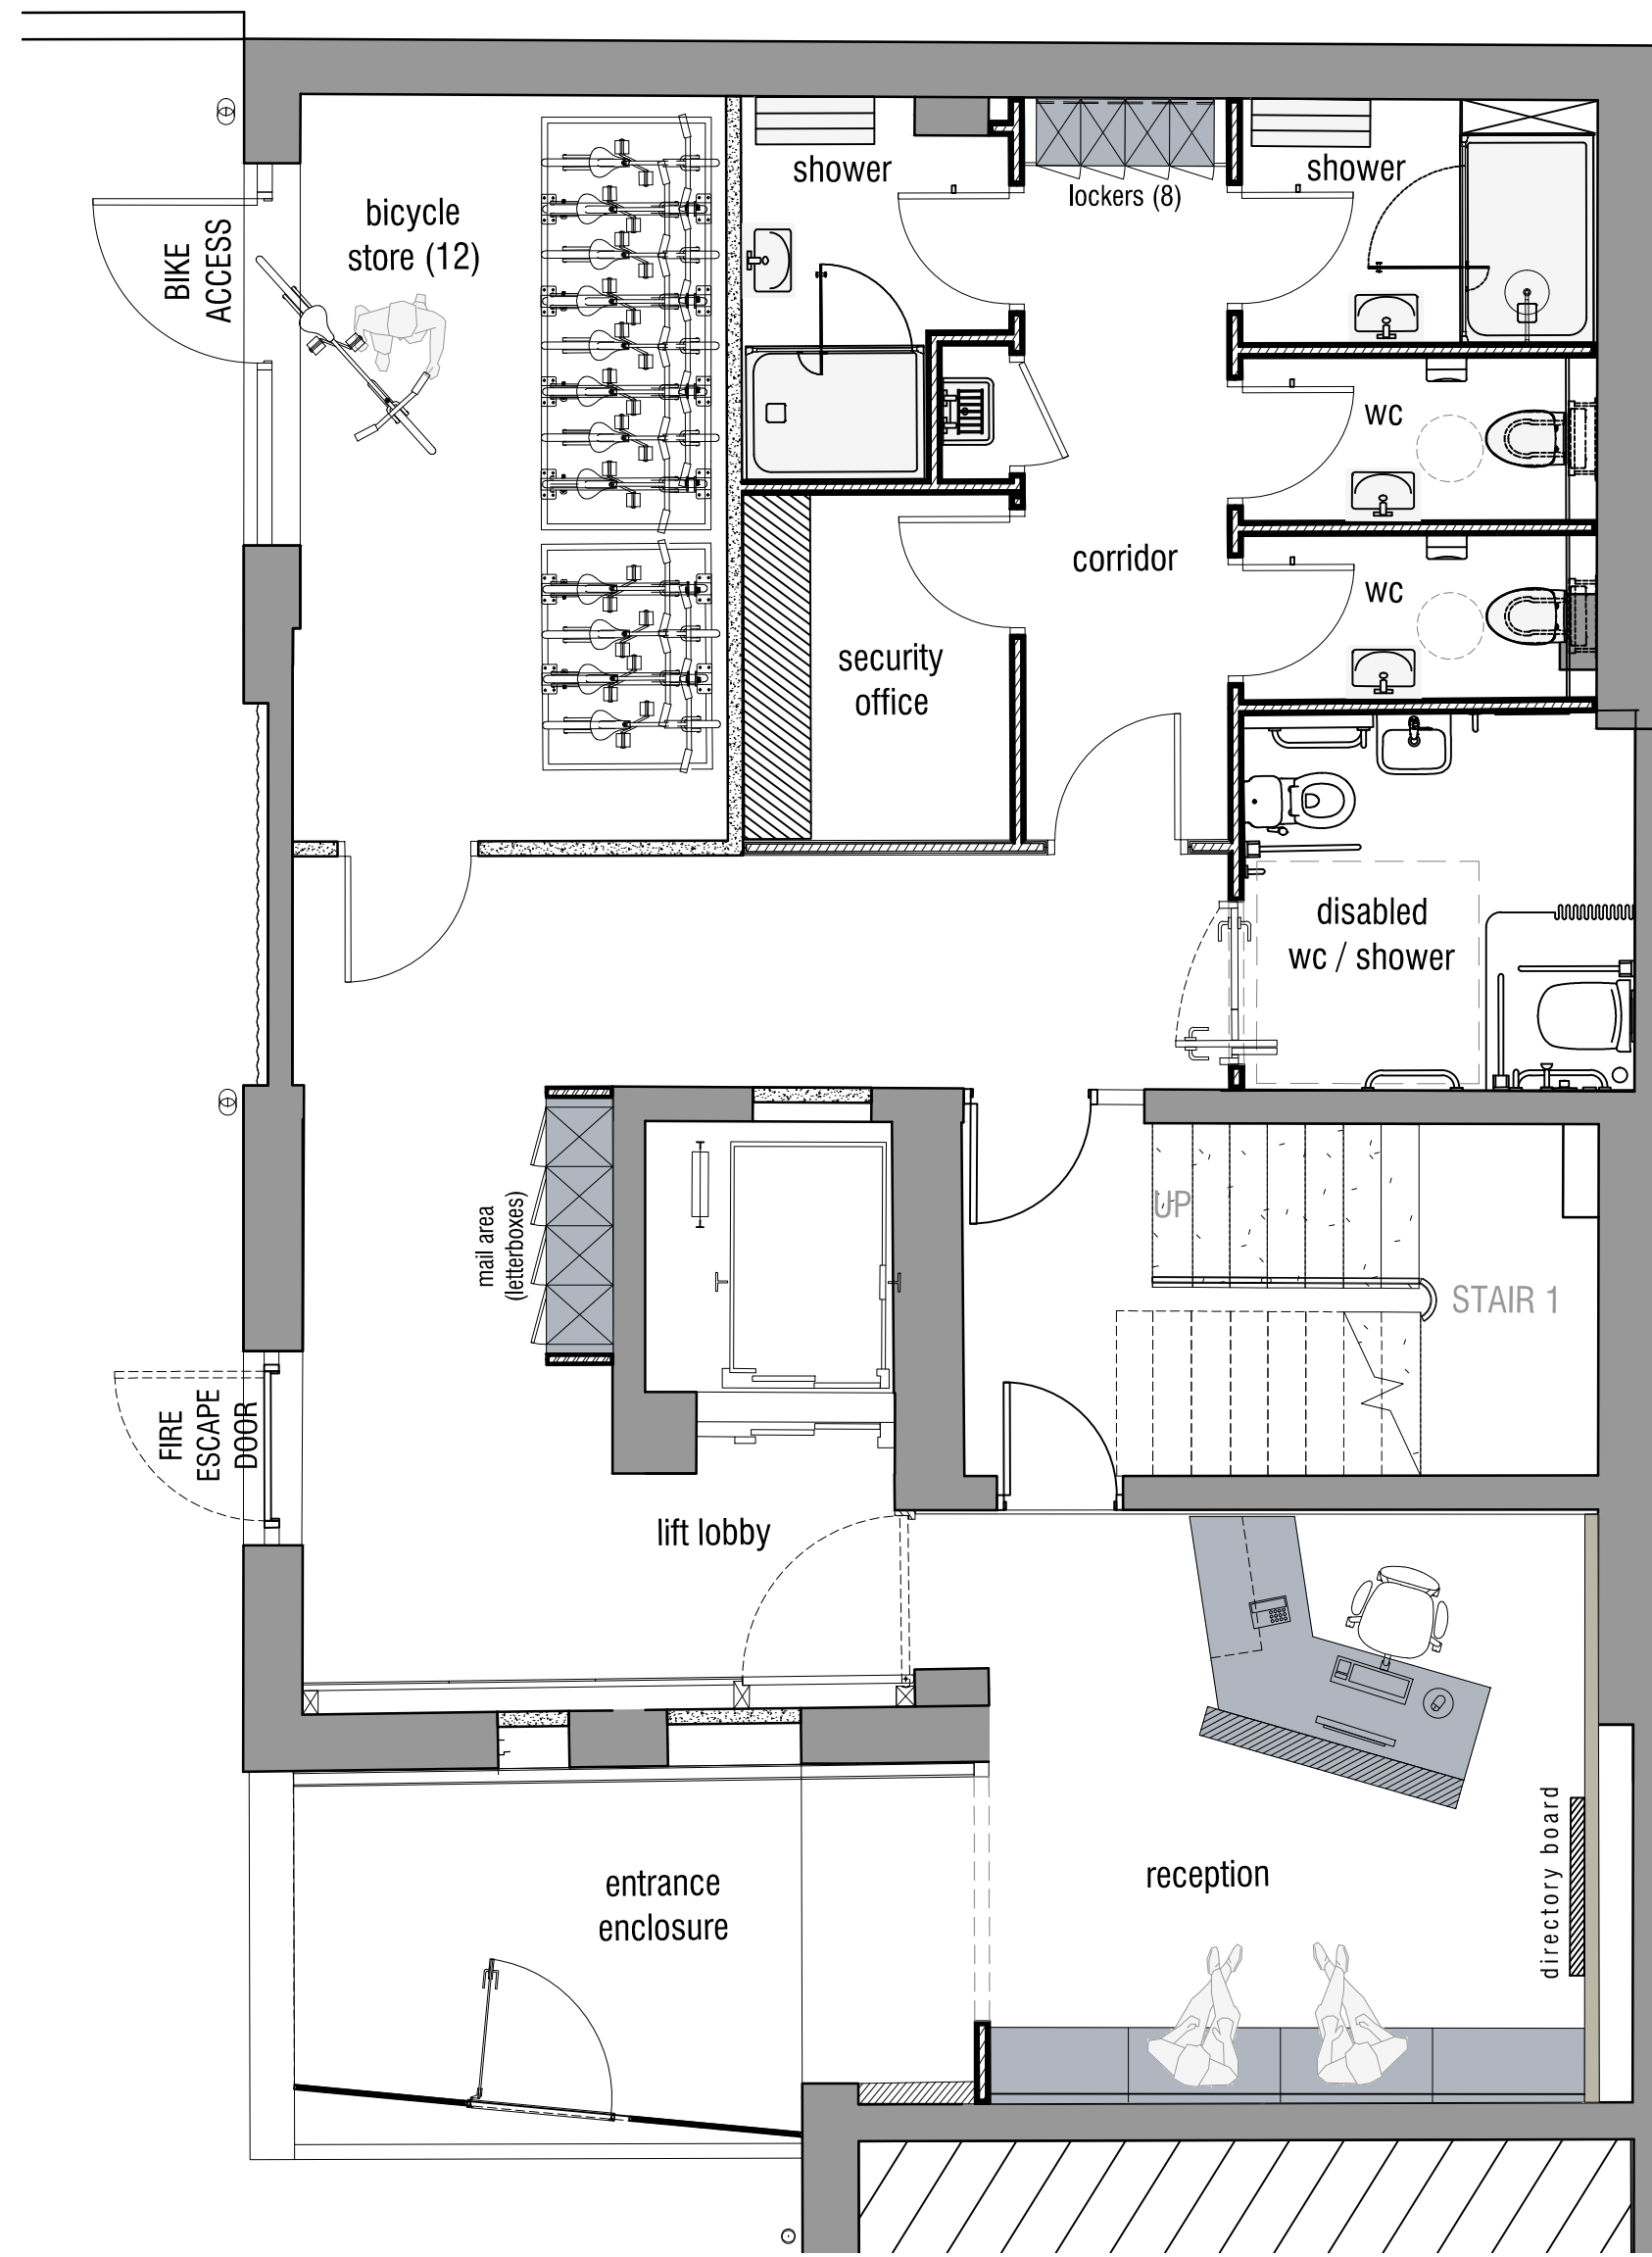 shower
shower
lockers (8)
bicycle
store (12)
BIKE
ACCESS
wc
corridor
wc
security
office
disabled
wc / shower
mail area
(letterboxes)
UP
STAIR 1
FIRE
ESCAPE
DOOR
lift lobby
entrance
enclosure
reception
directory board